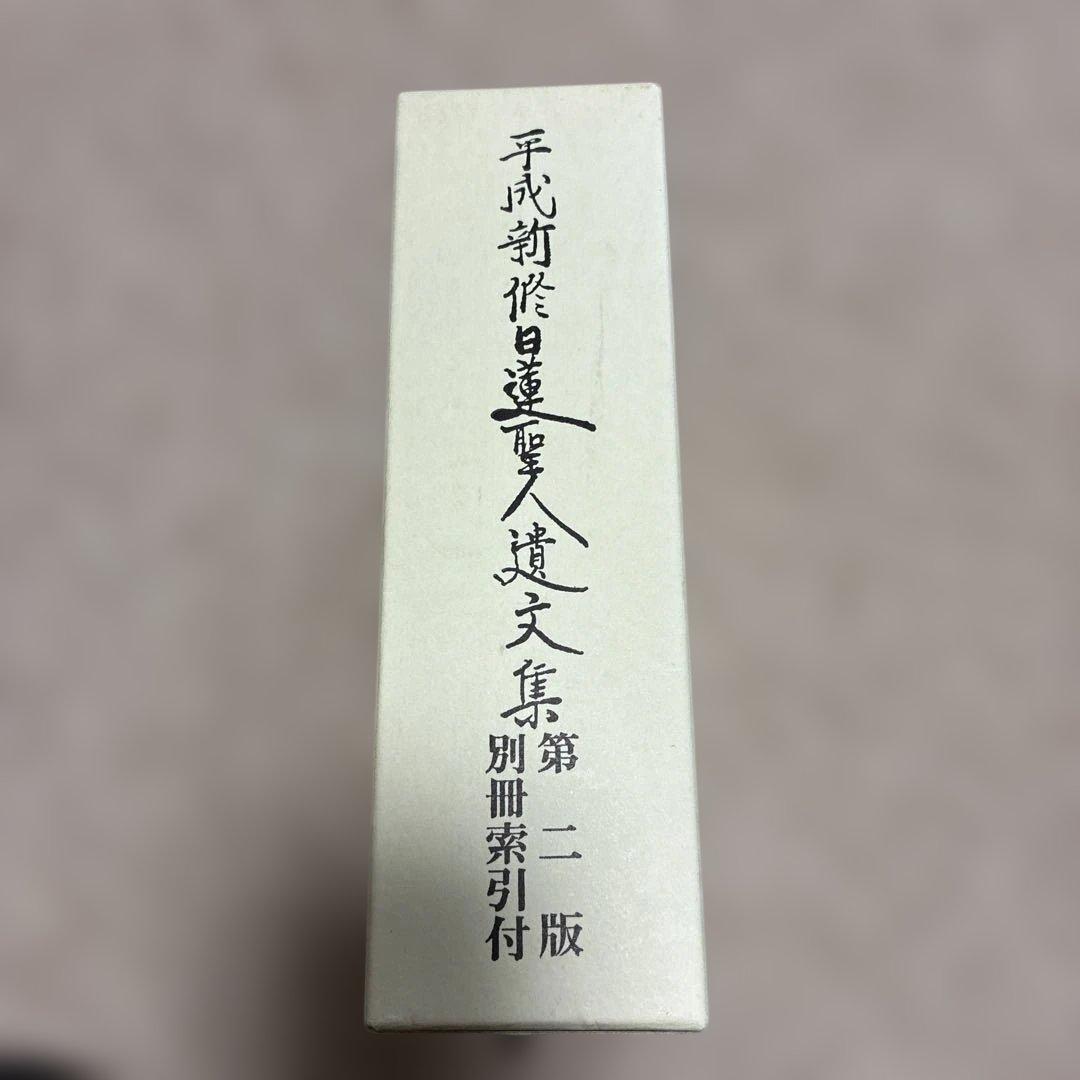 平成新修日蓮聖人遺文集
第二版
別冊索引付